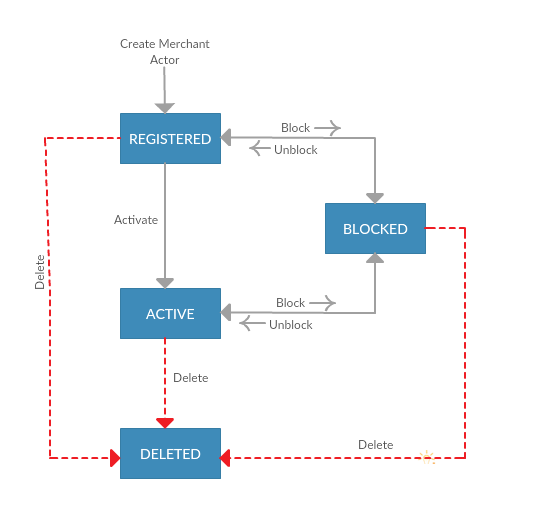 Create Merchant
Actor
REGISTERED
Block
Unblock
Activate
BLOCKED
Delete
ACTIVE
Block
Unblock
Delete
DELETED
Delete